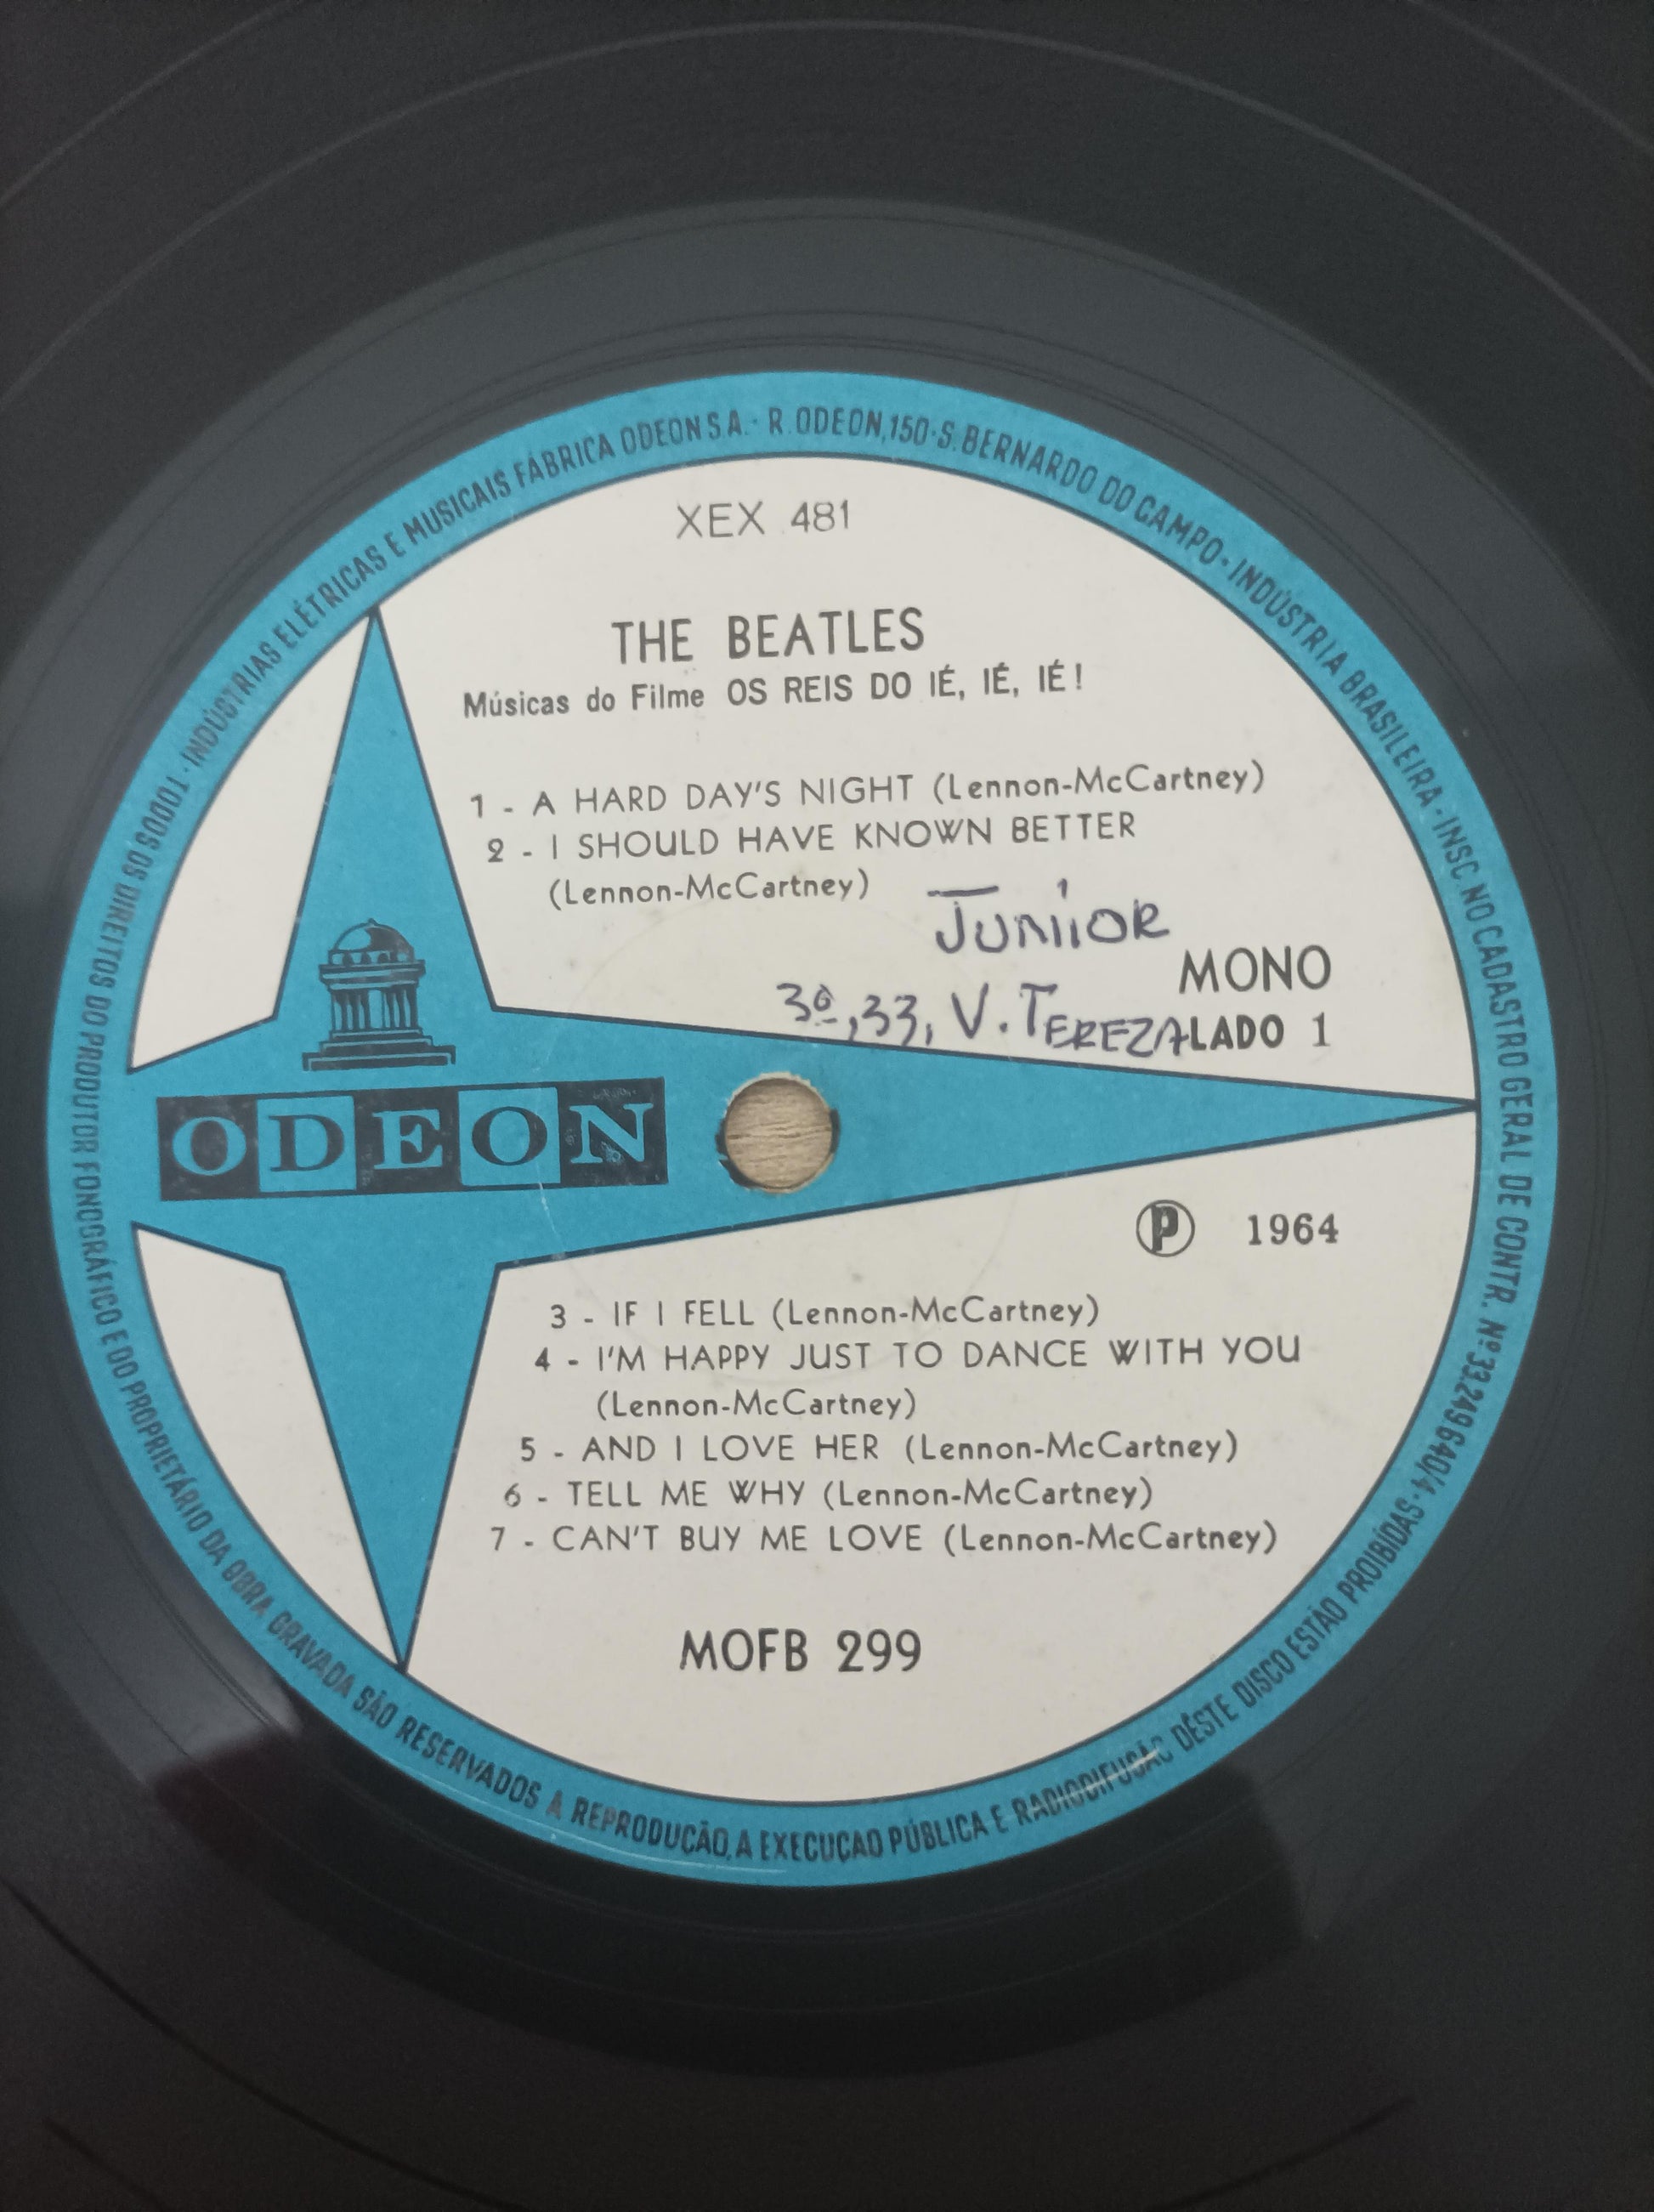 INDÚSTRIAS ELÉTRICAS E MUSICAIS FÁBRICA ODEON S.A. · R. ODEON, 150 · S. BERNARDO DO CAMPO · INDÚSTRIA BRASILEIRA · INSC. NO CADASTRO GERAL DE CONTR. Nº 33.249.640/4 · TODOS OS DIREITOS DO PRODUTOR FONOGRÁFICO E DO PROPRIETÁRIO DA OBRA GRAVADA SÃO RESERVADOS A REPRODUÇÃO, A EXECUÇAO PÚBLICA E RADIODIFUSÃO DÊSTE DISCO ESTÃO PROIBÍDAS ·
XEX 481
THE BEATLES
Músicas do Filme OS REIS DO IÉ, IÉ, IÉ!
1 - A HARD DAY'S NIGHT (Lennon-McCartney)
2 - I SHOULD HAVE KNOWN BETTER
(Lennon-McCartney)
JUNIOR
MONO
3º, 33, V. TEREZA
LADO 1
ODEON
Ⓟ 1964
3 - IF I FELL (Lennon-McCartney)
4 - I'M HAPPY JUST TO DANCE WITH YOU
(Lennon-McCartney)
5 - AND I LOVE HER (Lennon-McCartney)
6 - TELL ME WHY (Lennon-McCartney)
7 - CAN'T BUY ME LOVE (Lennon-McCartney)
MOFB 299